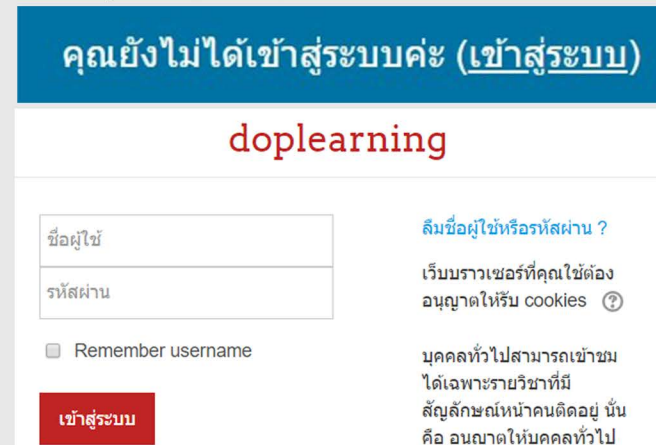 คุณยังไม่ได้เข้าสู่ระบบค่ะ (เข้าสู่ระบบ)
doplearning
ชื่อผู้ใช้
รหัสผ่าน
Remember username
เข้าสู่ระบบ
ลืมชื่อผู้ใช้หรือรหัสผ่าน ?
เว็บบราวเซอร์ที่คุณใช้ต้อง
อนุญาตให้รับ cookies ?
บุคคลทั่วไปสามารถเข้าชม
ได้เฉพาะรายวิชาที่มี
สัญลักษณ์หน้าคนติดอยู่ นั่น
คือ อนุญาตให้บุคคลทั่วไป